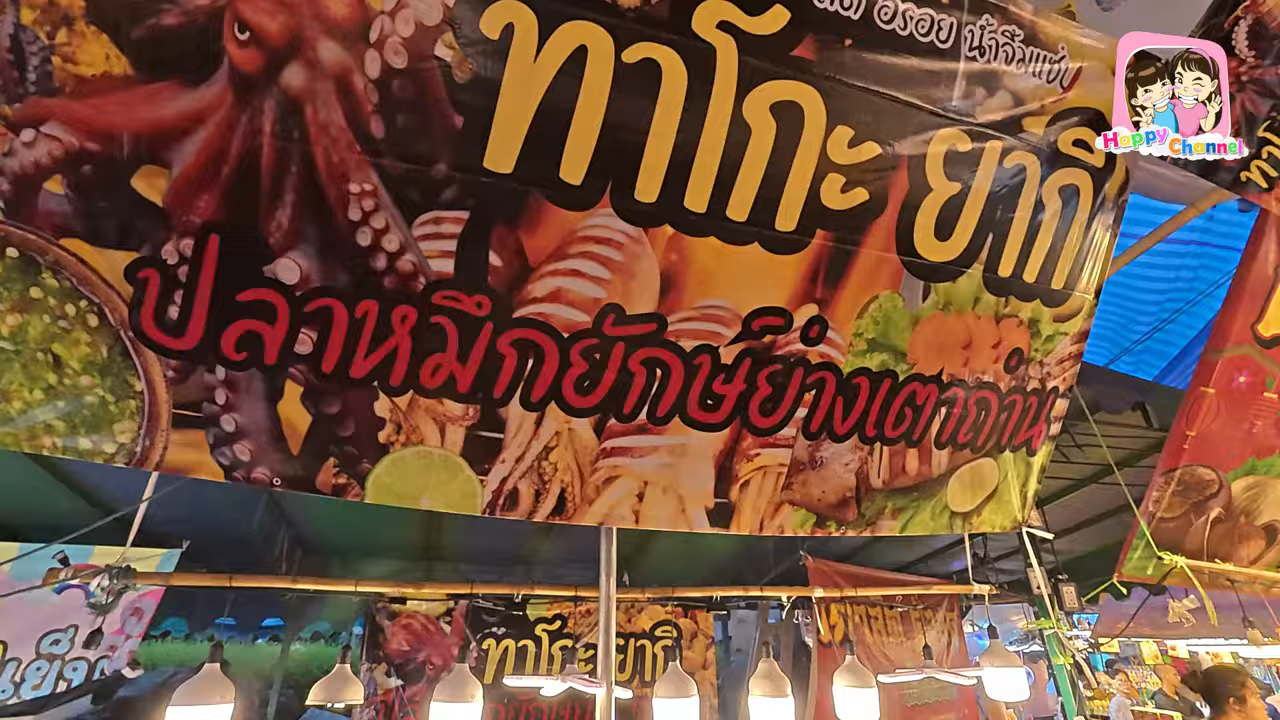 อร่อย น้ำจิ้มแซ่บ
ทาโกะ ยากิ
Happy Channel
ปลาหมึกยักษ์ย่างเตาถ่าน
ทาโกะ ยากิ